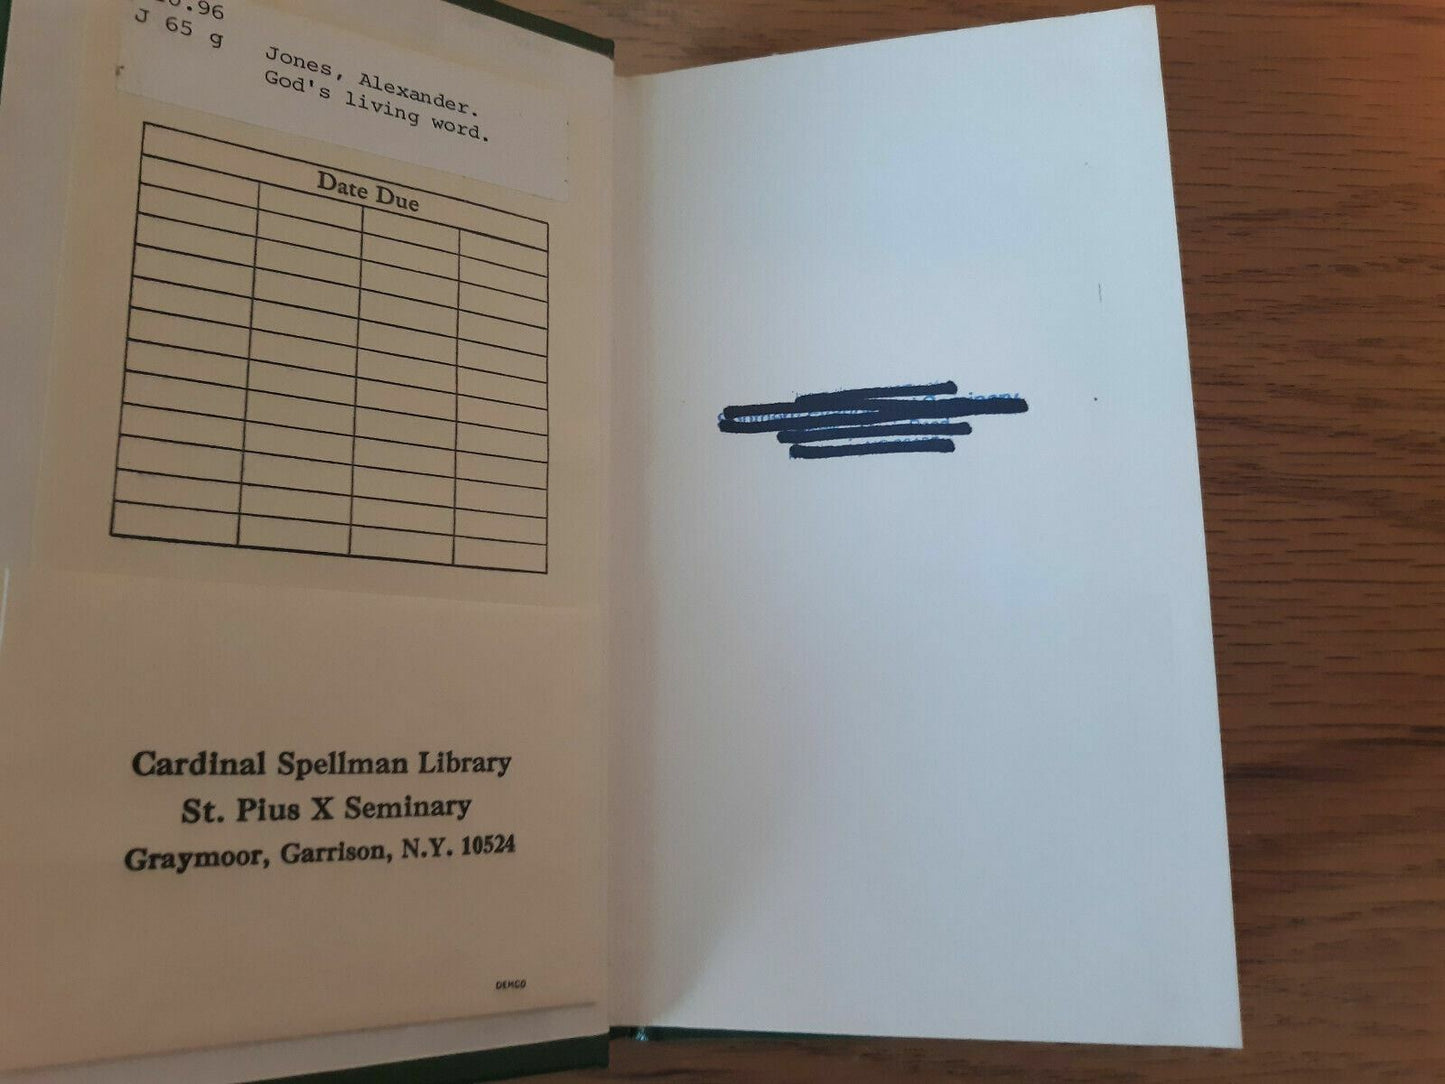 J 65 g
Jones, Alexander.
God's living word.
Date Due
Cardinal Spellman Library
St. Pius X Seminary
Graymoor, Garrison, N.Y. 10524
DEMCO